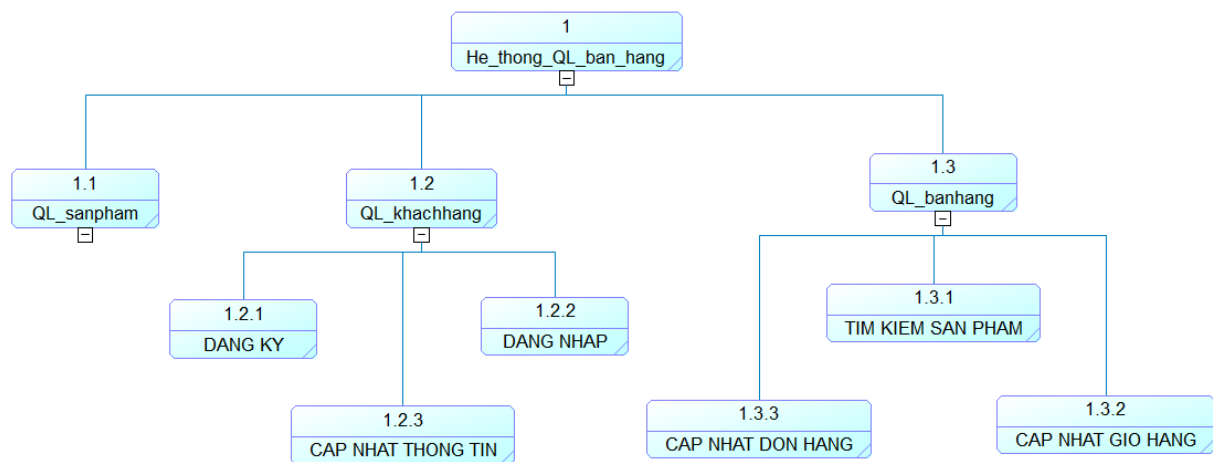 1
He_thong_QL_ban_hang
1.1
QL_sanpham
1.2
QL_khachhang
1.3
QL_banhang
1.2.1
DANG KY
1.2.2
DANG NHAP
1.2.3
CAP NHAT THONG TIN
1.3.1
TIM KIEM SAN PHAM
1.3.3
CAP NHAT DON HANG
1.3.2
CAP NHAT GIO HANG